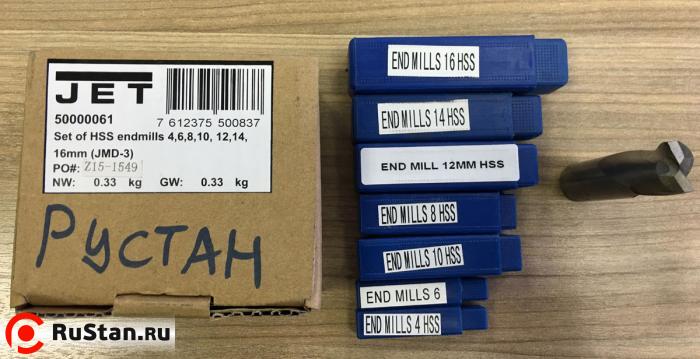 JET
50000061
7 612375 500837
Set of HSS endmills 4,6,8,10, 12,14,
16mm (JMD-3)
PO#: Z15-1549
NW: 0.33 kg GW: 0.33 kg
РУСТАН
RuStan.ru
END MILLS 16 HSS
END MILLS 14 HSS
END MILL 12MM HSS
END MILLS 8 HSS
END MILLS 10 HSS
END MILLS 6
END MILLS 4 HSS